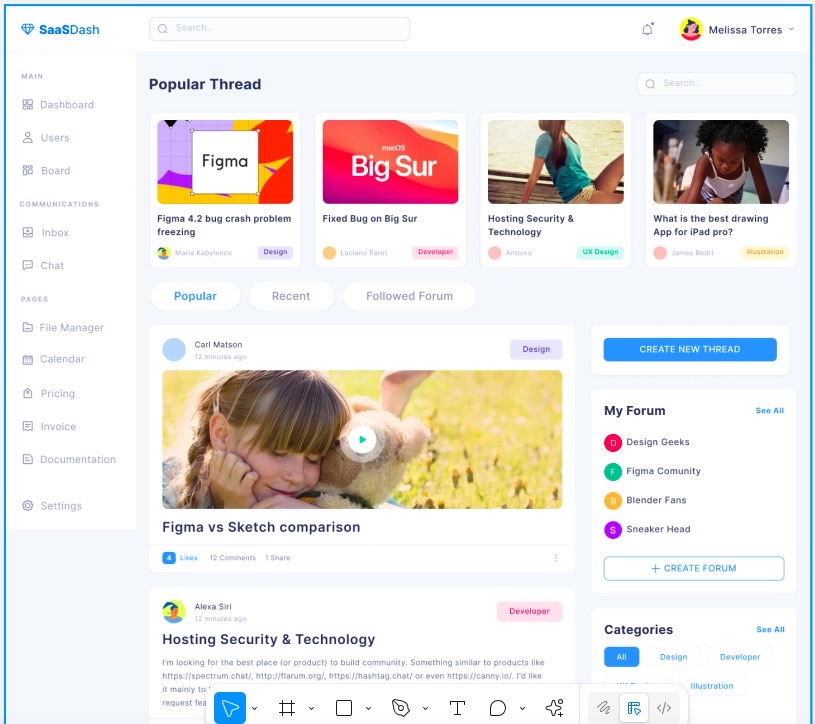 SaaSDash
Search..
Melissa Torres
MAIN
Dashboard
Users
Board
COMMUNICATIONS
Inbox
Chat
PAGES
File Manager
Calendar
Pricing
Invoice
Documentation
Settings
Popular Thread
Search..
Figma
Figma 4.2 bug crash problem
freezing
Maria Kabylenco
Design
macOS
Big Sur
Fixed Bug on Big Sur
Luciano Paret
Developer
Hosting Security &
Technology
Antonio
UX Design
What is the best drawing
App for iPad pro?
James Rodri
Illustration
Popular
Recent
Followed Forum
Carl Matson
12 minutes ago
Design
Figma vs Sketch comparison
4 Likes 12 Comments 1 Share
Alexa Siri
12 minutes ago
Developer
Hosting Security & Technology
I'm looking for the best place (or product) to build community. Something similar to products like
https://spectrum.chat/, http://flarum.org/, https://hashtag.chat/ or even https://canny.io/. I'd like
it mainly to
request
CREATE NEW THREAD
My Forum
See All
D Design Geeks
F Figma Comunity
B Blender Fans
S Sneaker Head
+ CREATE FORUM
Categories
See All
All
Design
Developer
Illustration